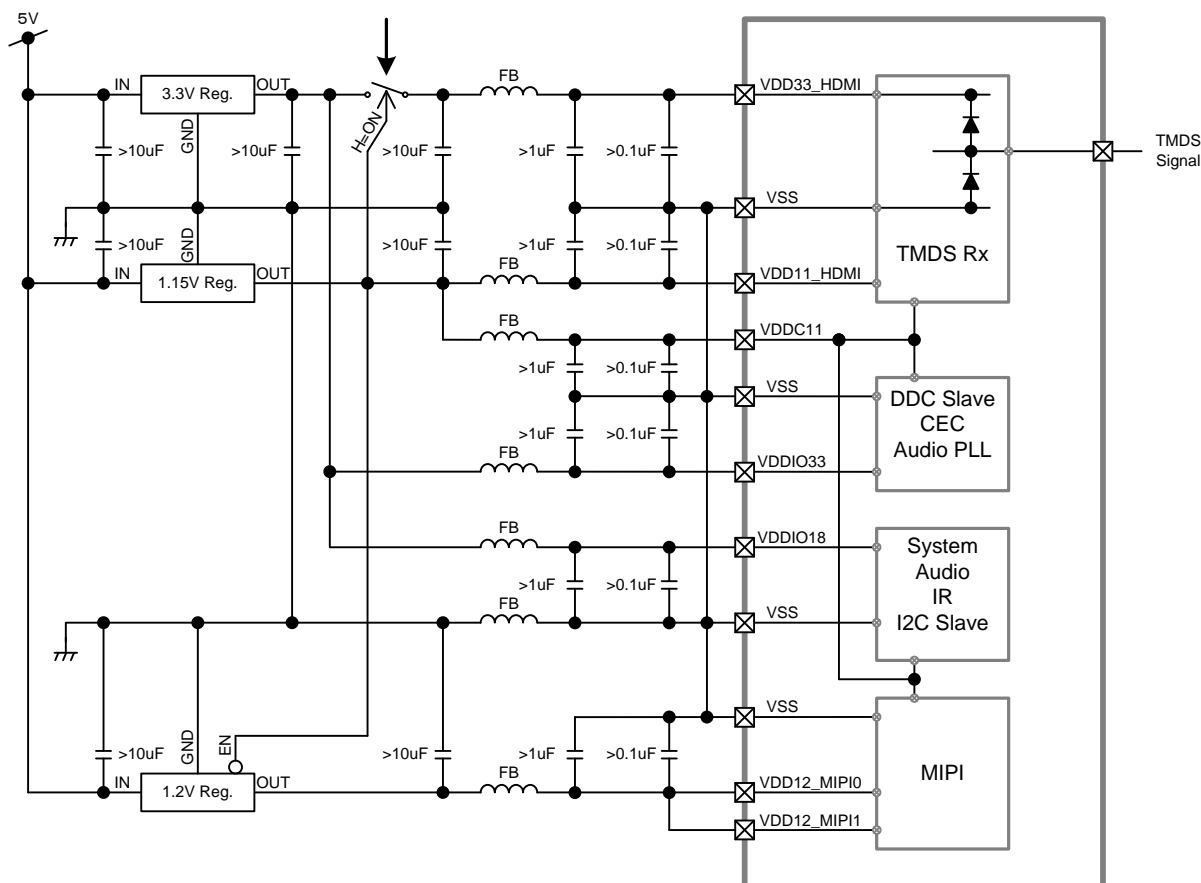 5V
IN
3.3V Reg.
OUT
FB
VDD33_HDMI
GND
H=ON
>10uF
>10uF
>10uF
>1uF
>0.1uF
TMDS
Signal
VSS
GND
>10uF
>10uF
>1uF
>0.1uF
TMDS Rx
IN
1.15V Reg.
OUT
FB
VDD11_HDMI
FB
VDDC11
>1uF
>0.1uF
VSS
DDC Slave
CEC
Audio PLL
>1uF
>0.1uF
FB
VDDIO33
FB
VDDIO18
System
Audio
IR
I2C Slave
>1uF
>0.1uF
FB
VSS
VSS
GND
EN
>10uF
>10uF
>1uF
>0.1uF
MIPI
IN
1.2V Reg.
OUT
FB
VDD12_MIPI0
VDD12_MIPI1